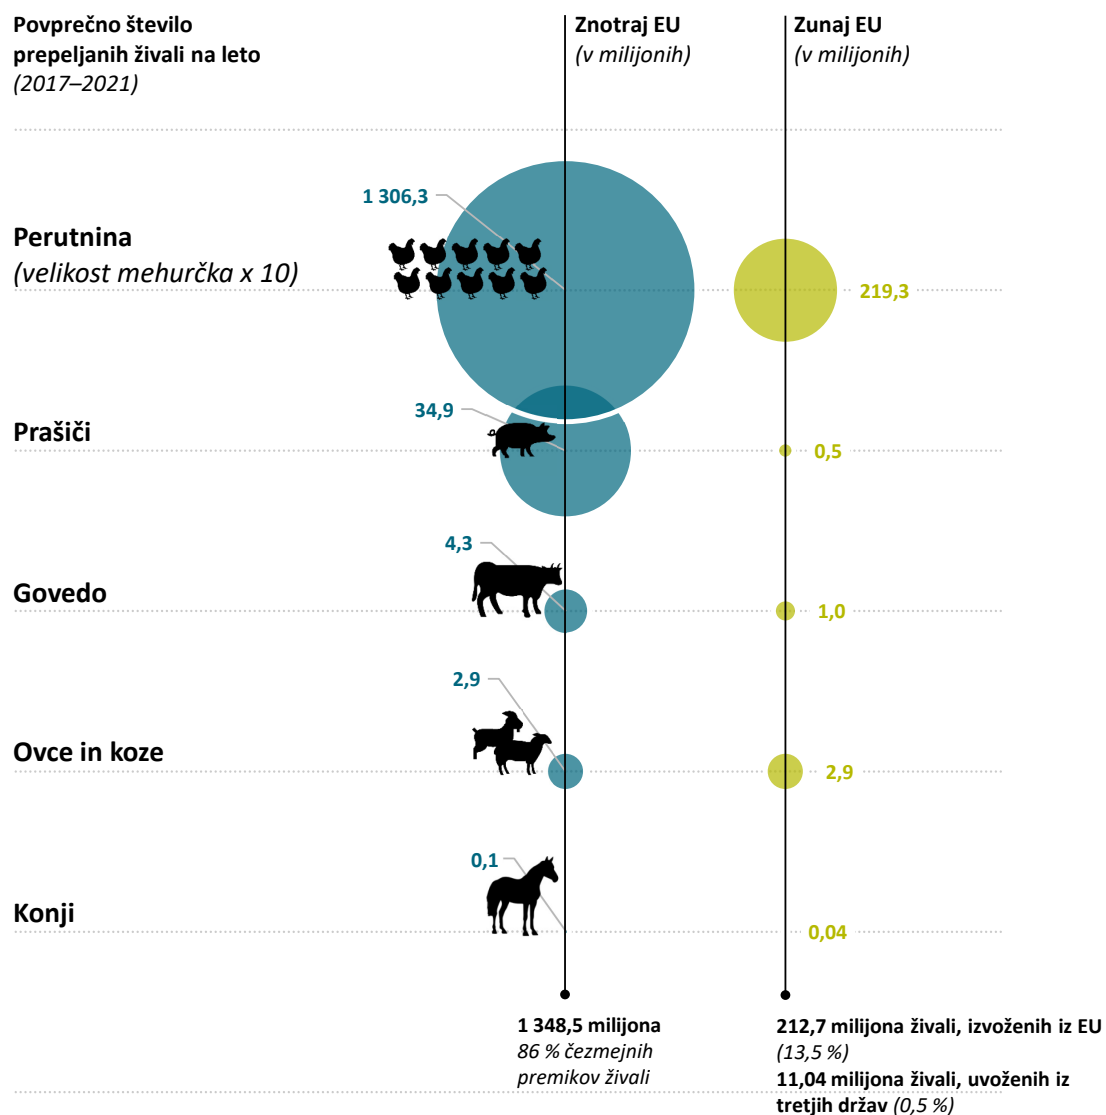 Povprečno število
prepeljanih živali na leto
(2017–2021)
Znotraj EU
(v milijonih)
Zunaj EU
(v milijonih)
1 306,3
Perutnina
(velikost mehurčka x 10)
219,3
34,9
Prašiči
0,5
4,3
Govedo
1,0
2,9
Ovce in koze
2,9
0,1
Konji
0,04
1 348,5 milijona
86 % čezmejnih
premikov živali
212,7 milijona živali, izvoženih iz EU
(13,5 %)
11,04 milijona živali, uvoženih iz
tretjih držav (0,5 %)